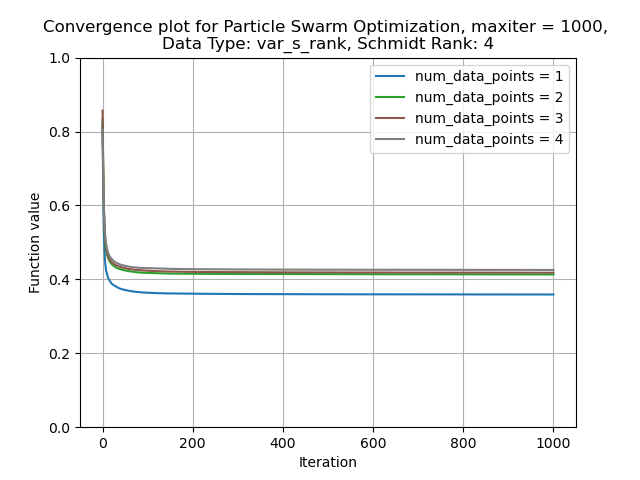 Convergence plot for Particle Swarm Optimization, maxiter = 1000,
Data Type: var_s_rank, Schmidt Rank: 4
1.0
0.8
0.6
0.4
0.2
0.0
Function value
num_data_points = 1
num_data_points = 2
num_data_points = 3
num_data_points = 4
0 200 400 600 800 1000
Iteration